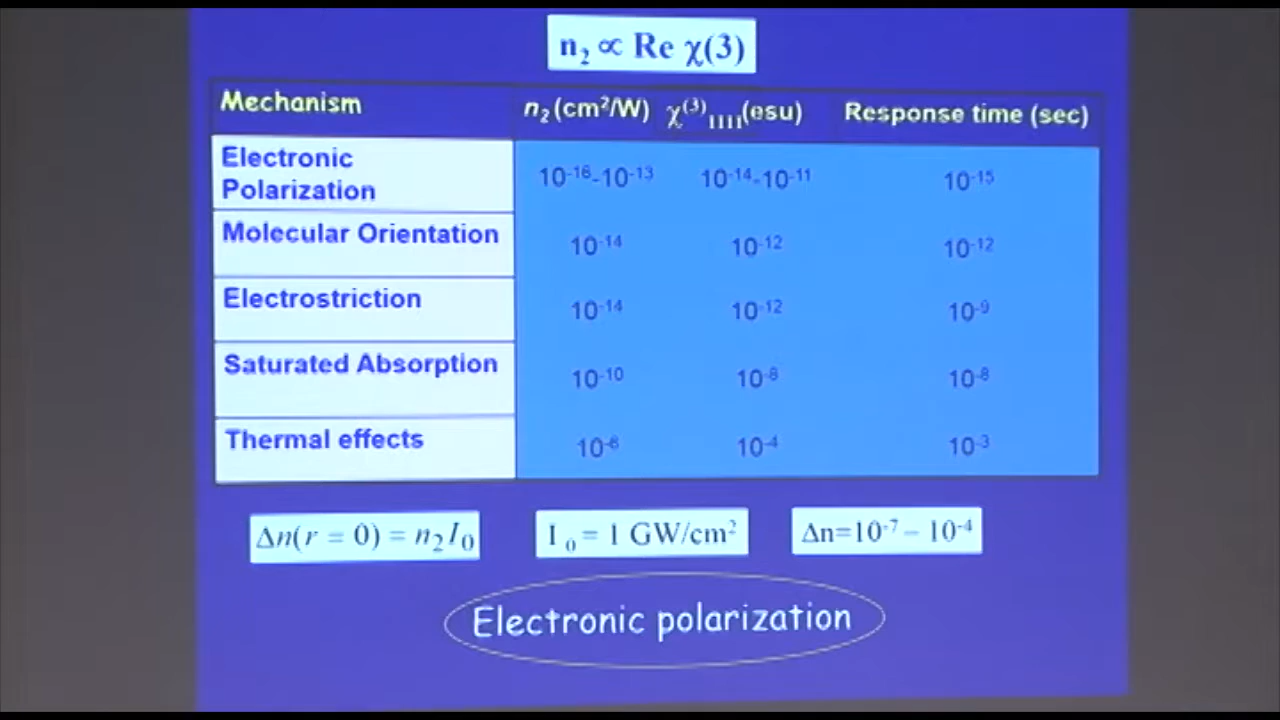 n₂ ∝ Re χ(3)
Mechanism n₂ (cm²/W) χ⁽³⁾₁₁₁₁(esu) Response time (sec)
Electronic
Polarization 10⁻¹⁶-10⁻¹³ 10⁻¹⁴-10⁻¹¹ 10⁻¹⁵
Molecular Orientation 10⁻¹⁴ 10⁻¹² 10⁻¹²
Electrostriction 10⁻¹⁴ 10⁻¹² 10⁻⁹
Saturated Absorption 10⁻¹⁰ 10⁻⁸ 10⁻⁸
Thermal effects 10⁻⁶ 10⁻⁴ 10⁻³
Δn(r = 0) = n₂I₀ I ₀ = 1 GW/cm² Δn=10⁻⁷ – 10⁻⁴
Electronic polarization